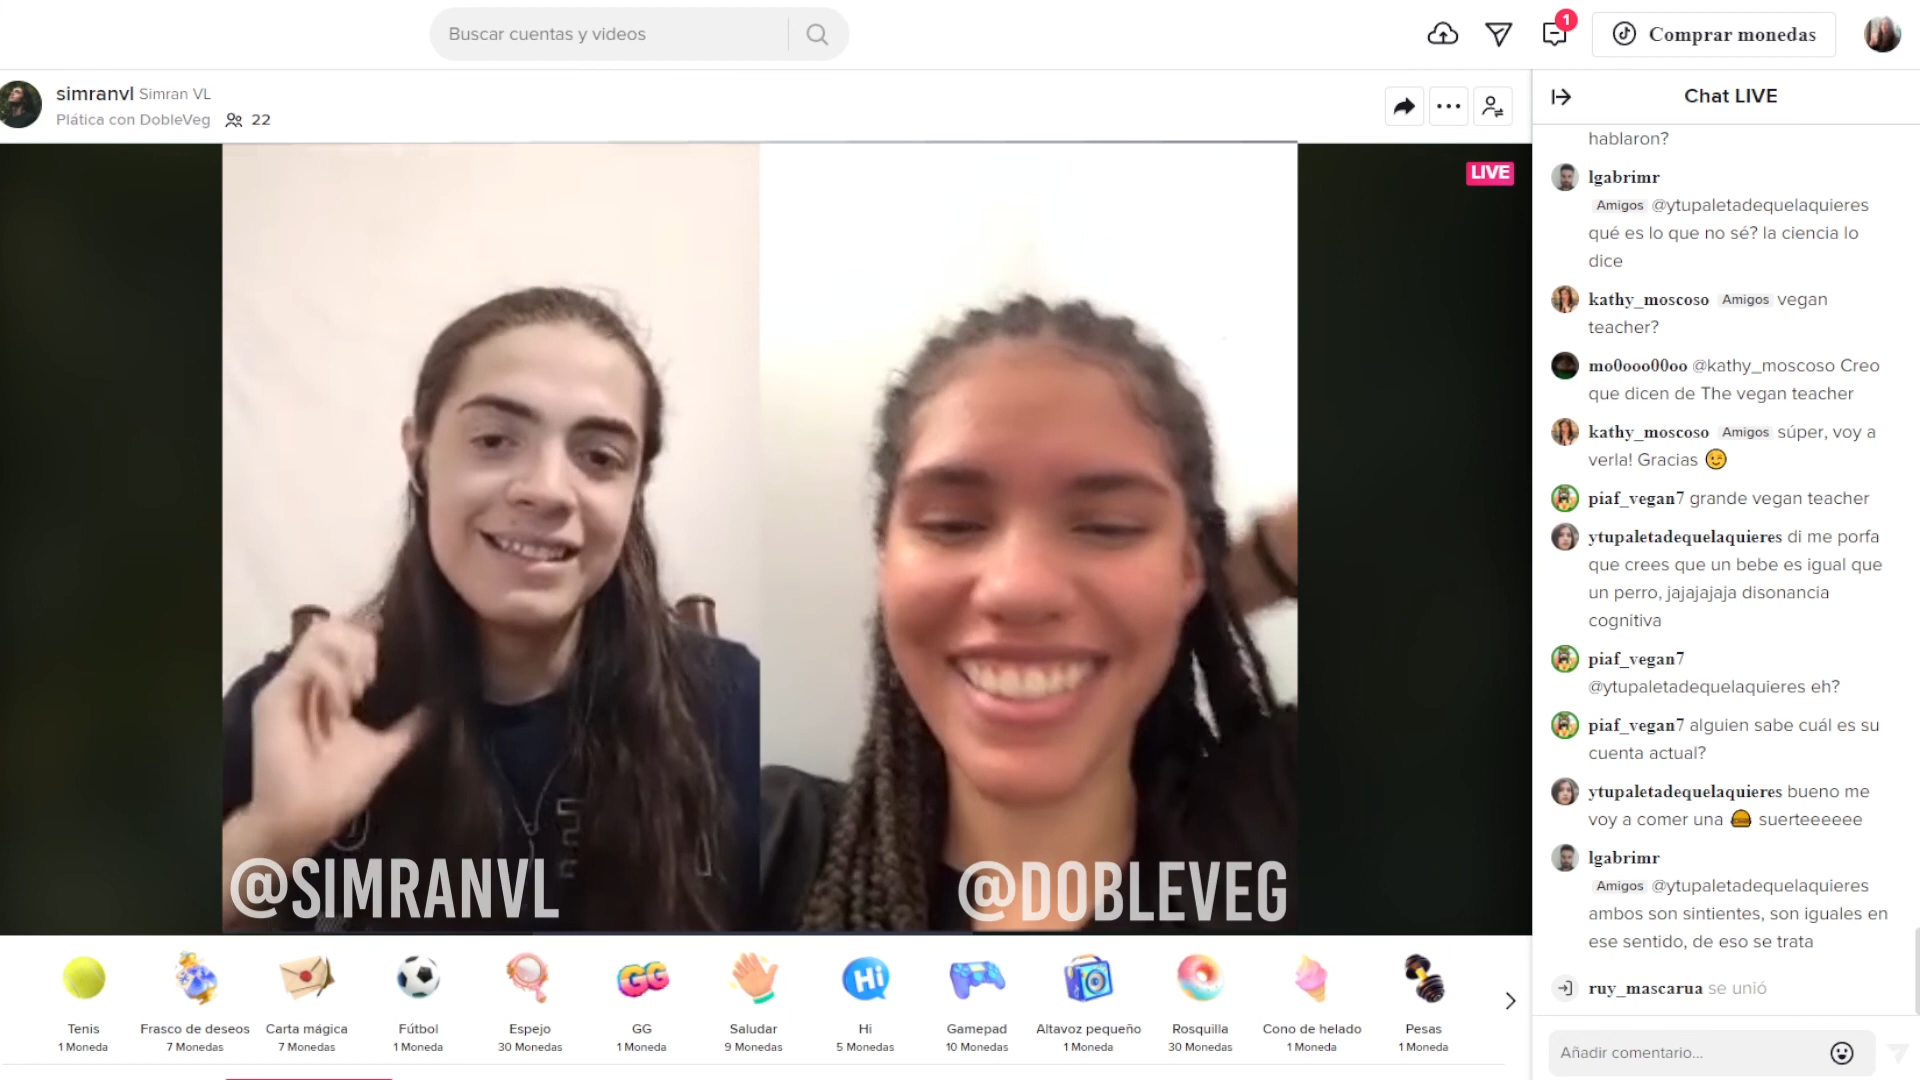 Buscar cuentas y videos
1
Comprar monedas
simranvl Simran VL
Plática con DobleVeg 22
LIVE
@SIMRANVL
@DOBLEVEG
GG
Hi
Tenis
1 Moneda
Frasco de deseos
7 Monedas
Carta mágica
7 Monedas
Fútbol
1 Moneda
Espejo
30 Monedas
GG
1 Moneda
Saludar
9 Monedas
Hi
5 Monedas
Gamepad
10 Monedas
Altavoz pequeño
1 Moneda
Rosquilla
30 Monedas
Cono de helado
1 Moneda
Pesas
1 Moneda
Chat LIVE
hablaron?
lgabrimr
Amigos @ytupaletadequelaquieres
qué es lo que no sé? la ciencia lo
dice
kathy_moscoso Amigos vegan
teacher?
mo0ooo00oo @kathy_moscoso Creo
que dicen de The vegan teacher
kathy_moscoso Amigos súper, voy a
verla! Gracias 😉
piaf_vegan7 grande vegan teacher
ytupaletadequelaquieres di me porfa
que crees que un bebe es igual que
un perro, jajajajaja disonancia
cognitiva
piaf_vegan7
@ytupaletadequelaquieres eh?
piaf_vegan7 alguien sabe cuál es su
cuenta actual?
ytupaletadequelaquieres bueno me
voy a comer una 🍔 suerteeeeee
lgabrimr
Amigos @ytupaletadequelaquieres
ambos son sintientes, son iguales en
ese sentido, de eso se trata
ruy_mascarua se unió
Añadir comentario...